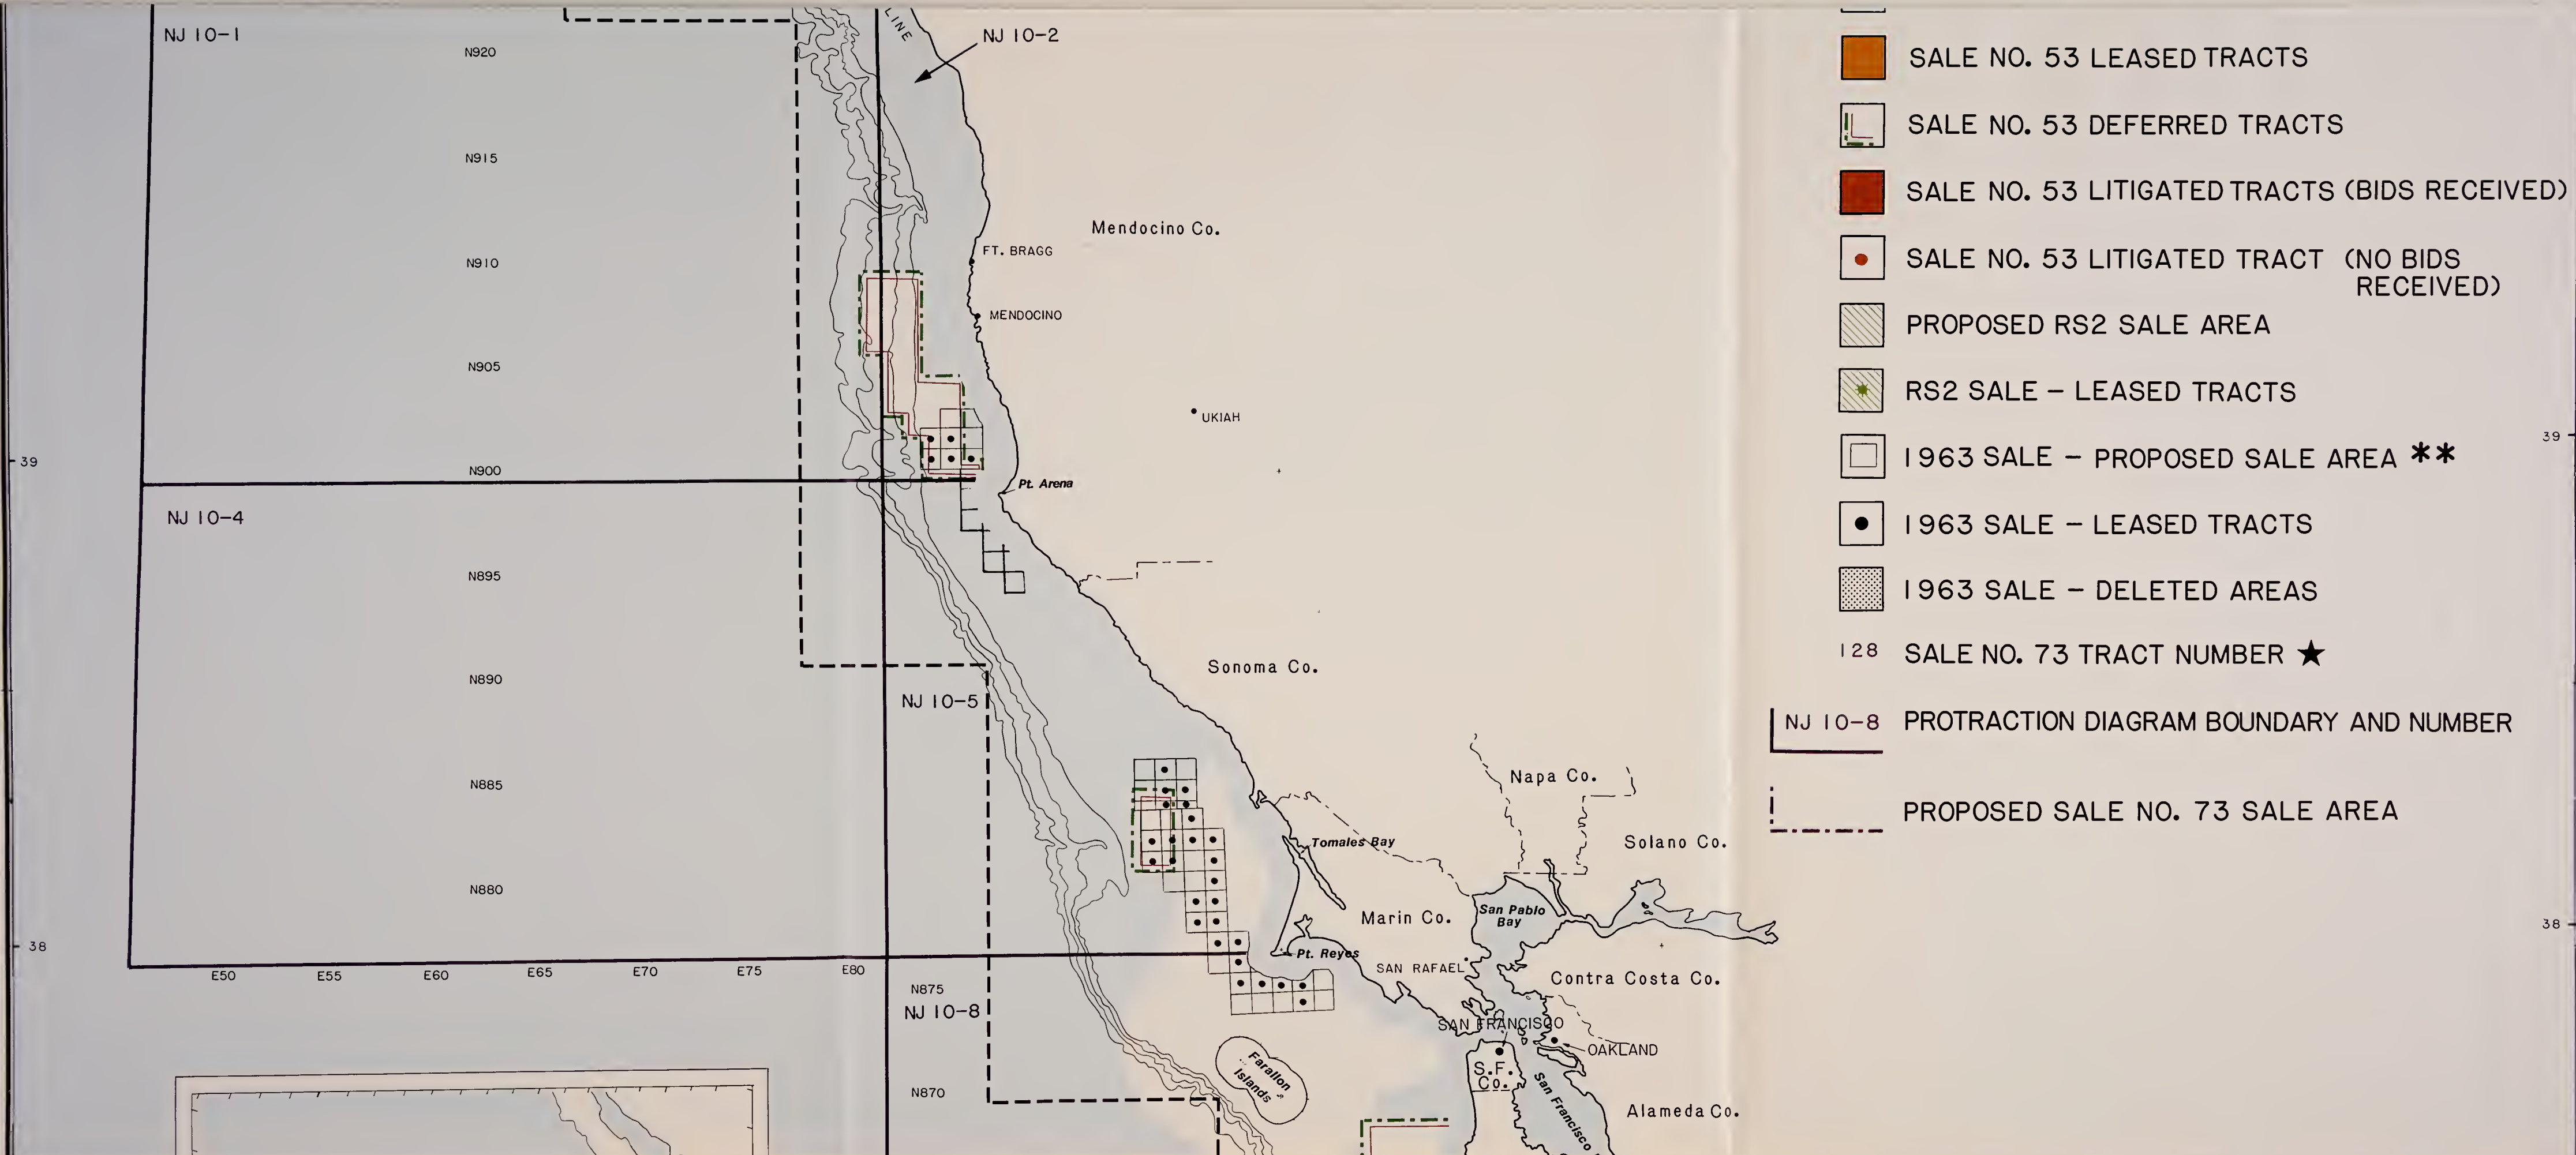 NJ 10-1
LINE
NJ 10-2
N920
N915
Mendocino Co.
FT. BRAGG
N910
MENDOCINO
N905
UKIAH
39
N900
Pt. Arena
NJ 10-4
N895
Sonoma Co.
N890
NJ 10-5
N885
Napa Co.
Tomales Bay
Solano Co.
N880
Marin Co.
San Pablo
Bay
38
Pt. Reyes
SAN RAFAEL
E50
E55
E60
E65
E70
E75
E80
Contra Costa Co.
N875
NJ 10-8
SAN FRANCISCO
OAKLAND
S.F.
Co.
Farallon
Islands
San Francisco
N870
Alameda Co.
SALE NO. 53 LEASED TRACTS
SALE NO. 53 DEFERRED TRACTS
SALE NO. 53 LITIGATED TRACTS (BIDS RECEIVED)
SALE NO. 53 LITIGATED TRACT (NO BIDS
RECEIVED)
PROPOSED RS2 SALE AREA
RS2 SALE – LEASED TRACTS
1963 SALE – PROPOSED SALE AREA **
39
1963 SALE – LEASED TRACTS
1963 SALE – DELETED AREAS
128 SALE NO. 73 TRACT NUMBER ★
NJ 10-8 PROTRACTION DIAGRAM BOUNDARY AND NUMBER
PROPOSED SALE NO. 73 SALE AREA
38